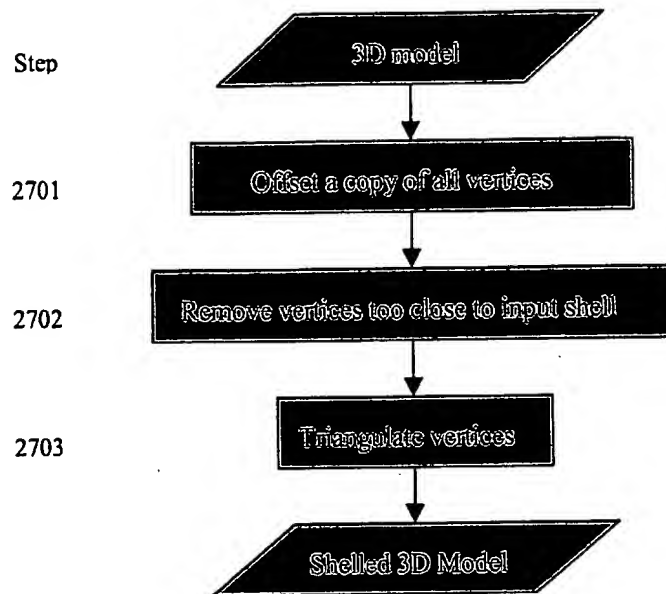 Step
3D model
2701
Offset a copy of all vertices
2702
Remove vertices too close to input shell
2703
Triangulate vertices
Shelled 3D Model